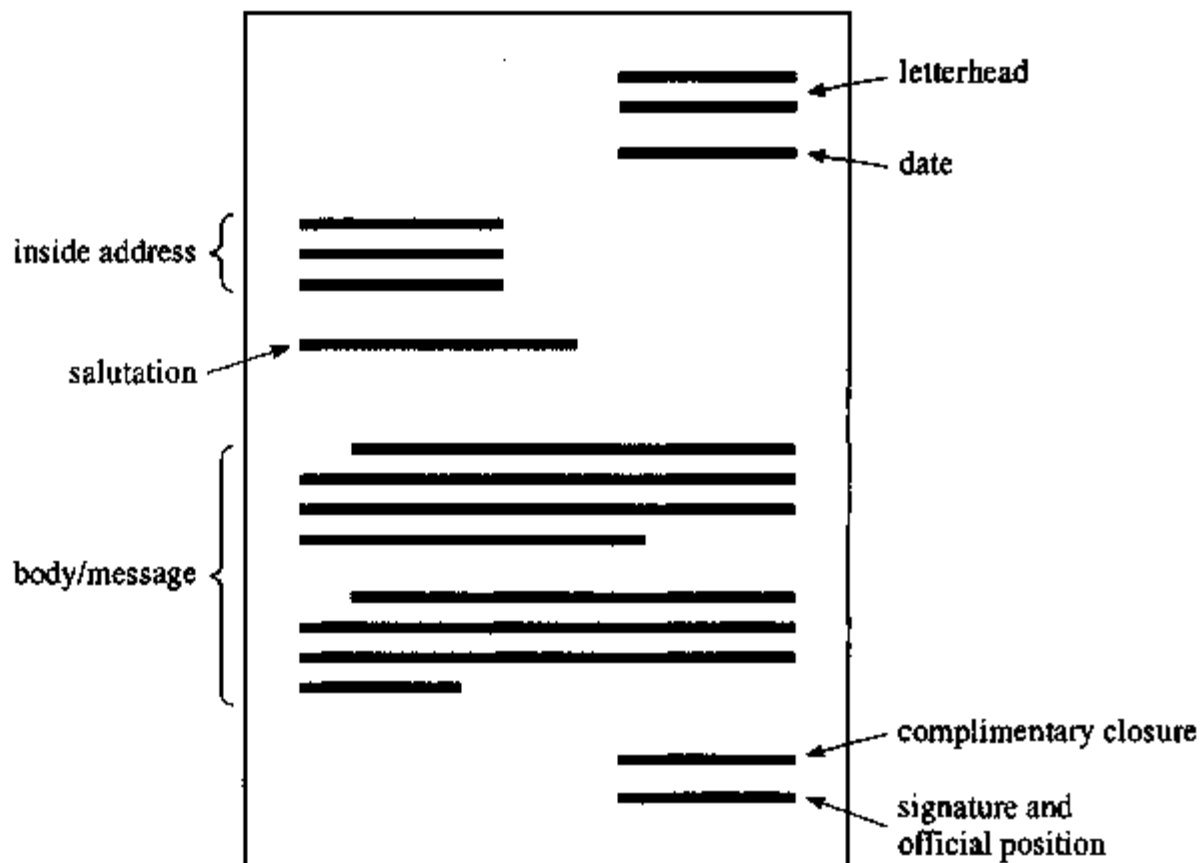 letterhead
date
inside address
salutation
body/message
complimentary closure
signature and
official position